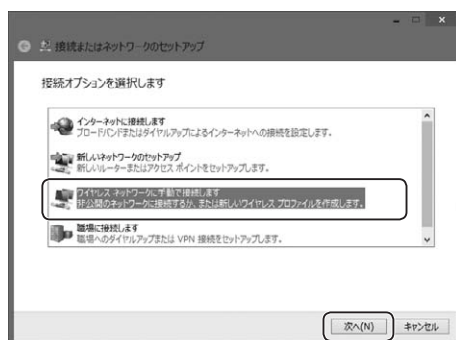 接続またはネットワークのセットアップ
接続オプションを選択します
インターネットに接続します
ブロードバンドまたはダイヤルアップによるインターネットへの接続を設定します。
新しいネットワークのセットアップ
新しいルーターまたはアクセス ポイントをセットアップします。
ワイヤレス ネットワークに手動で接続します
非公開のネットワークに接続するか、または新しいワイヤレス プロファイルを作成します。
職場に接続します
職場へのダイヤルアップまたは VPN 接続をセットアップします。
次へ(N)
キャンセル